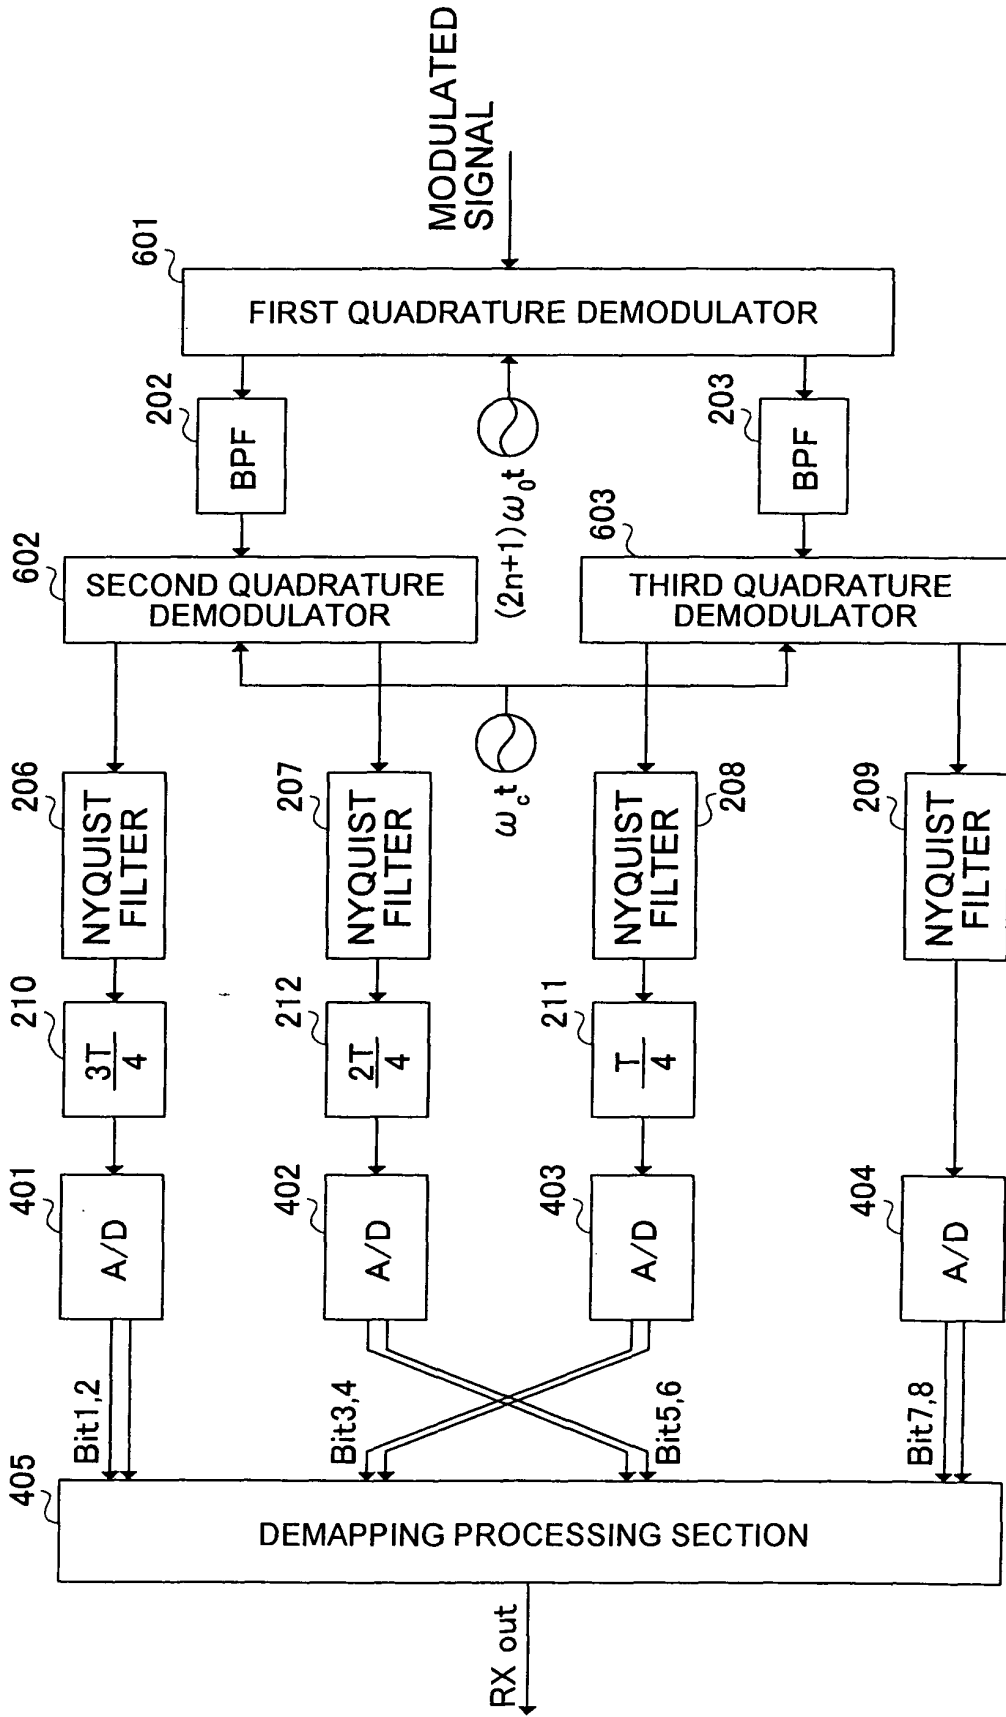 MODULATED
SIGNAL
601
FIRST QUADRATURE DEMODULATOR
202
BPF
(2n+1)ω₀t
203
BPF
602
SECOND QUADRATURE
DEMODULATOR
603
THIRD QUADRATURE
DEMODULATOR
ω_c t
206
NYQUIST
FILTER
207
NYQUIST
FILTER
208
NYQUIST
FILTER
209
NYQUIST
FILTER
210
3T
4
212
2T
4
211
T
4
401
A/D
402
A/D
403
A/D
404
A/D
Bit1,2
Bit3,4
Bit5,6
Bit7,8
405
DEMAPPING PROCESSING SECTION
RX out